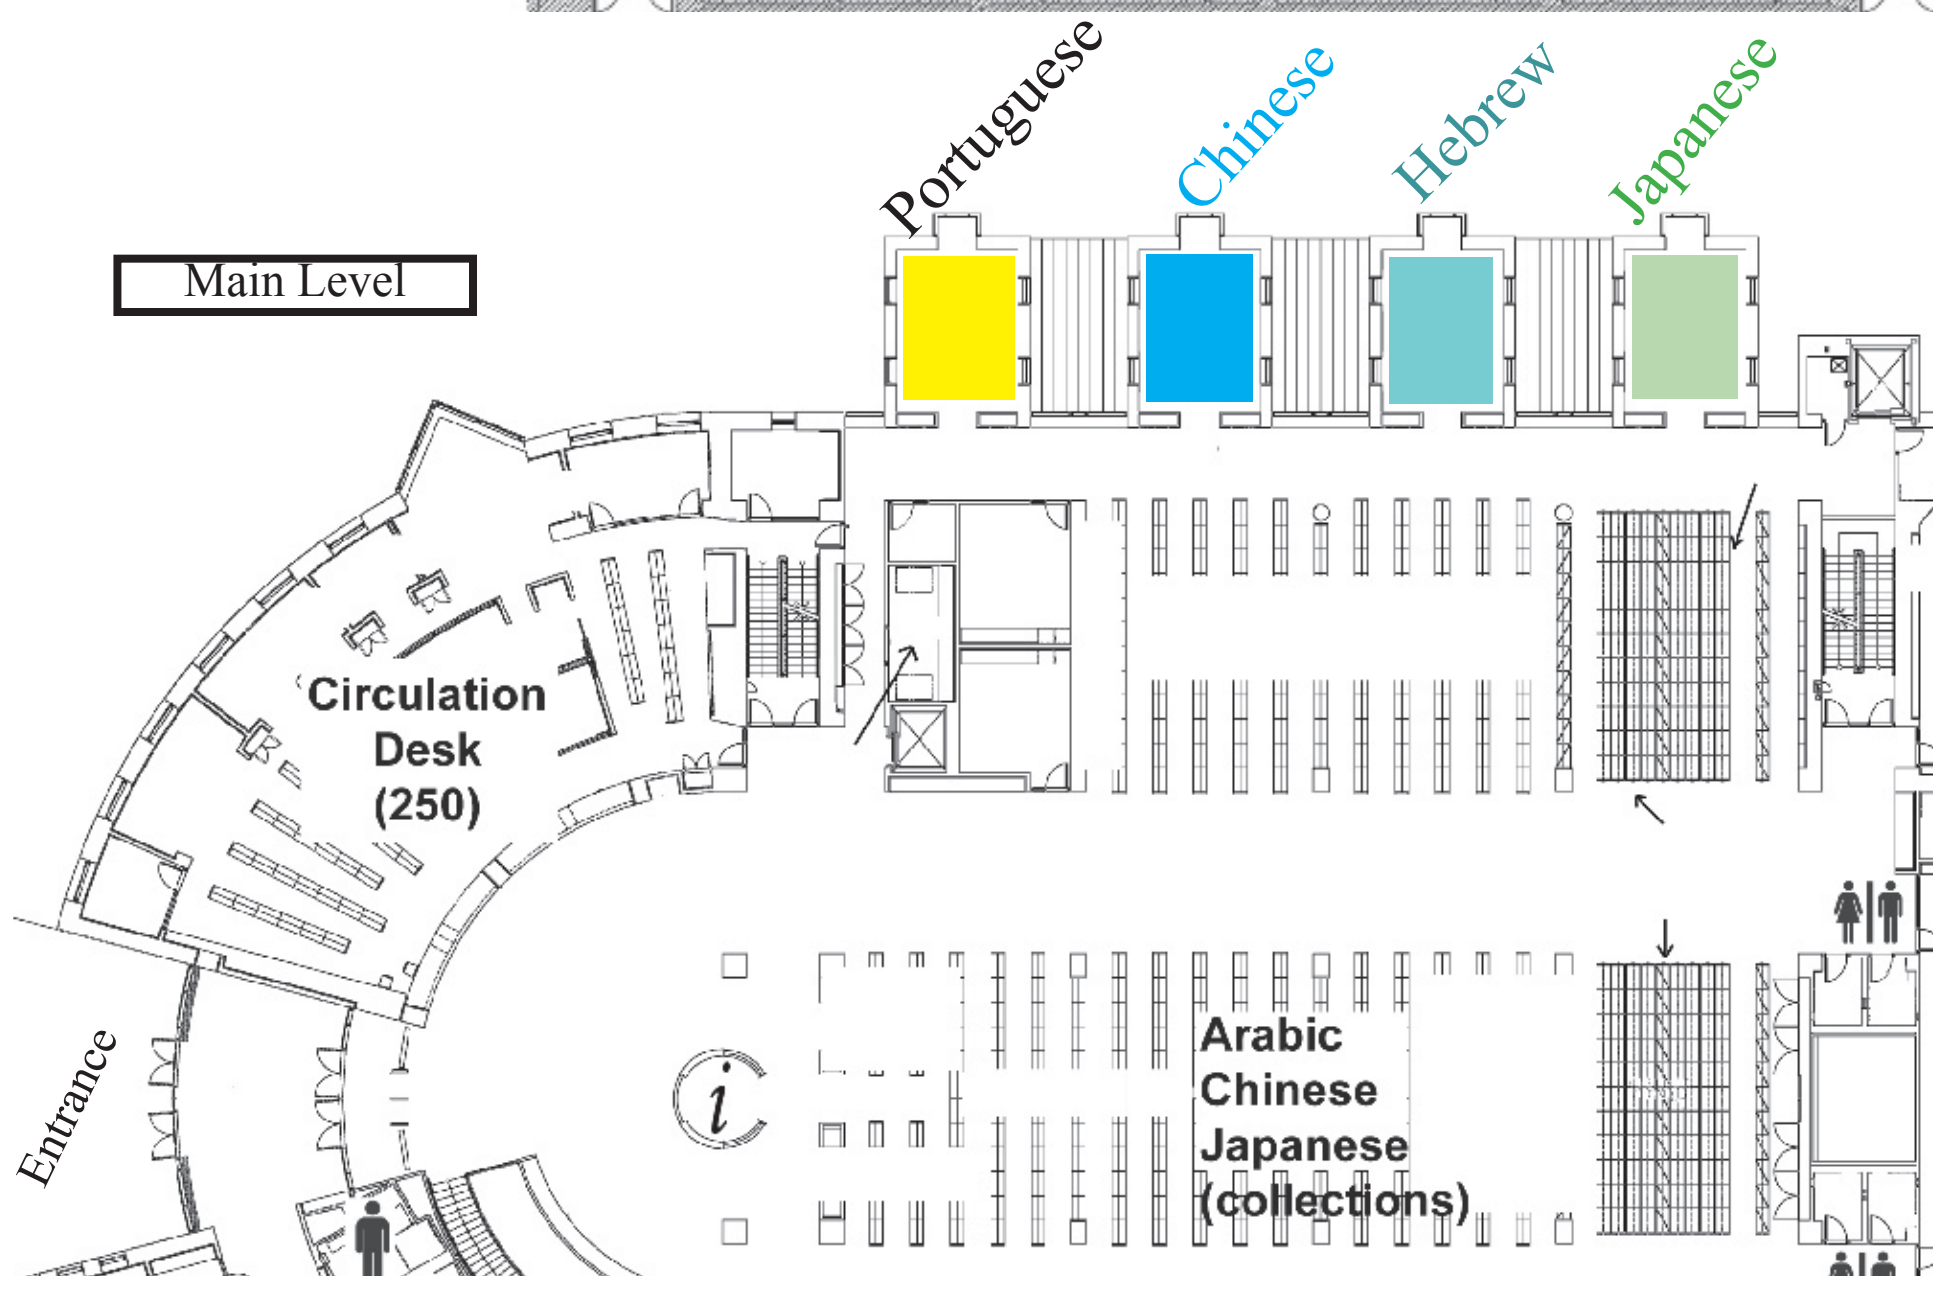 Portuguese
Chinese
Hebrew
Japanese
Main Level
Circulation
Desk
(250)
Entrance
i
Arabic
Chinese
Japanese
(collections)